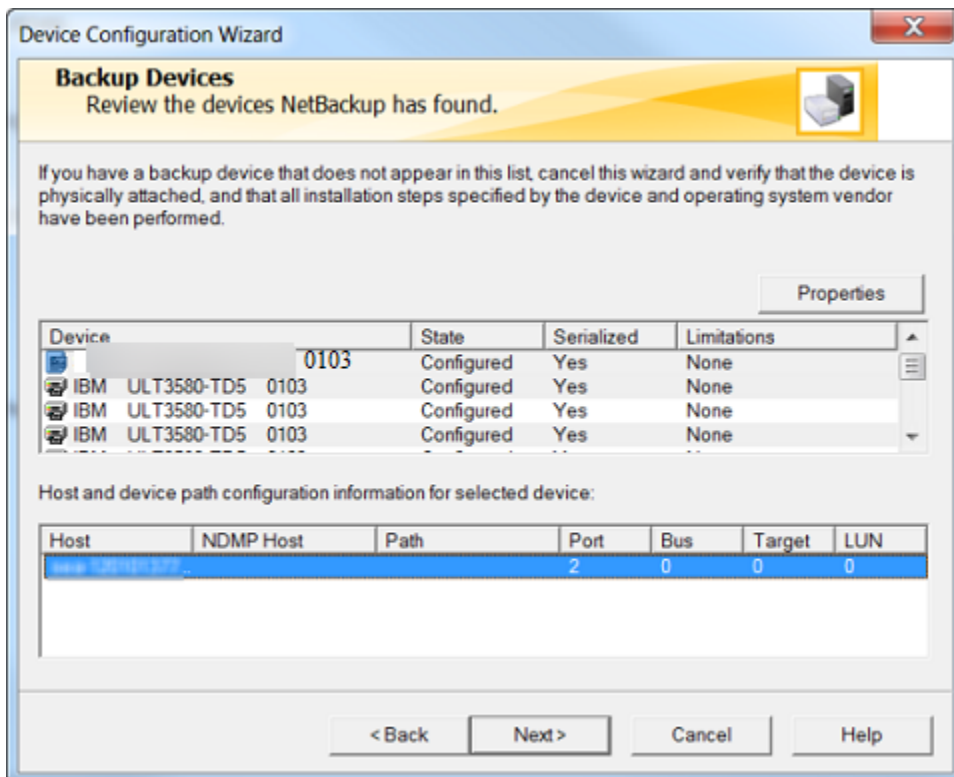 Device Configuration Wizard
Backup Devices
Review the devices NetBackup has found.
If you have a backup device that does not appear in this list, cancel this wizard and verify that the device is
physically attached, and that all installation steps specified by the device and operating system vendor
have been performed.
Properties
Device State Serialized Limitations
0103 Configured Yes None
IBM ULT3580-TD5 0103 Configured Yes None
IBM ULT3580-TD5 0103 Configured Yes None
IBM ULT3580-TD5 0103 Configured Yes None
Host and device path configuration information for selected device:
Host NDMP Host Path Port Bus Target LUN
2 0 0 0
< Back Next > Cancel Help